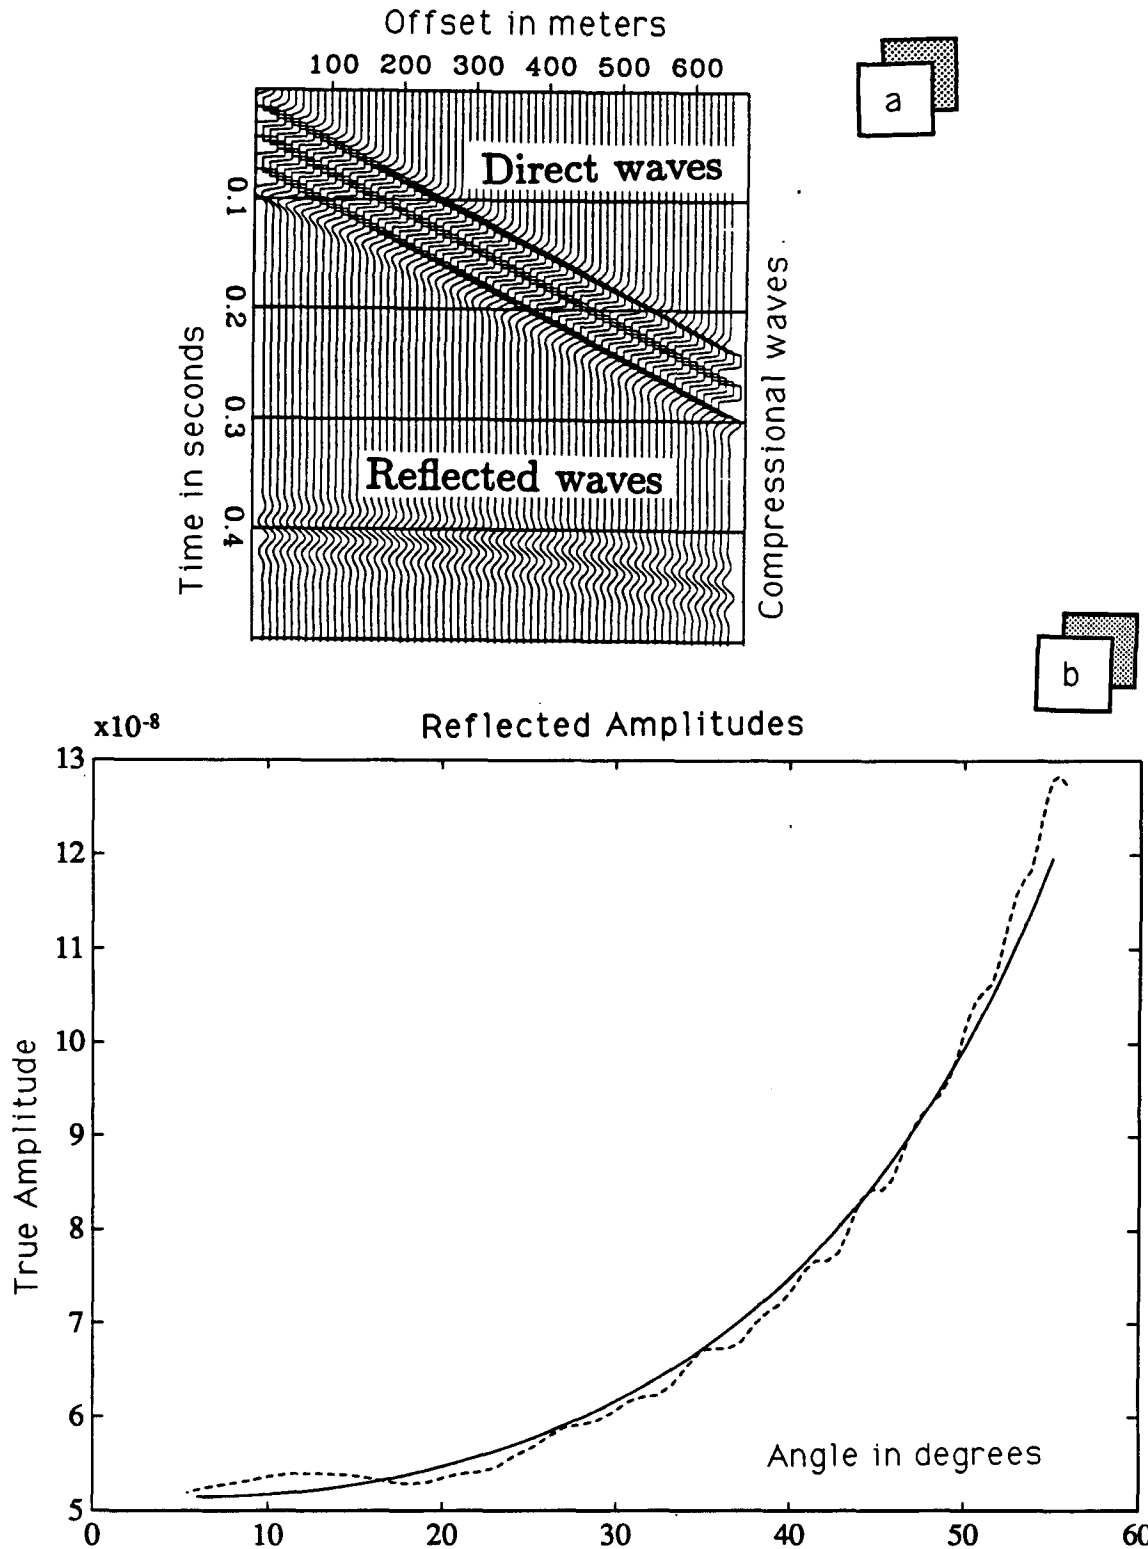 Offset in meters
100 200 300 400 500 600
a
Direct waves
0.1
0.2
0.3
0.4
Time in seconds
Compressional waves
Reflected waves
b
x10-8
Reflected Amplitudes
13
12
11
10
9
8
7
6
5
True Amplitude
Angle in degrees
0 10 20 30 40 50 60